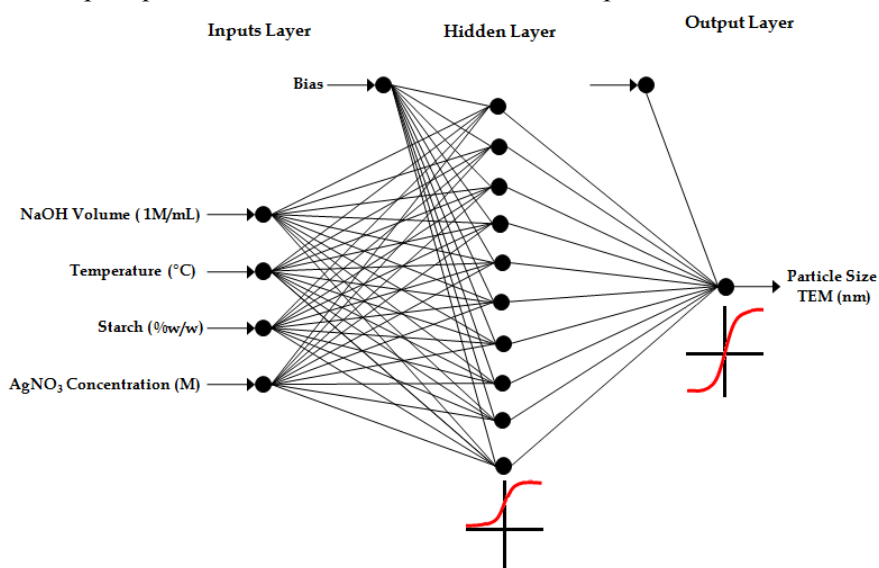 Inputs Layer
Hidden Layer
Output Layer
Bias
NaOH Volume (1M/mL)
Temperature (°C)
Starch (%w/w)
AgNO₃ Concentration (M)
Particle Size
TEM (nm)